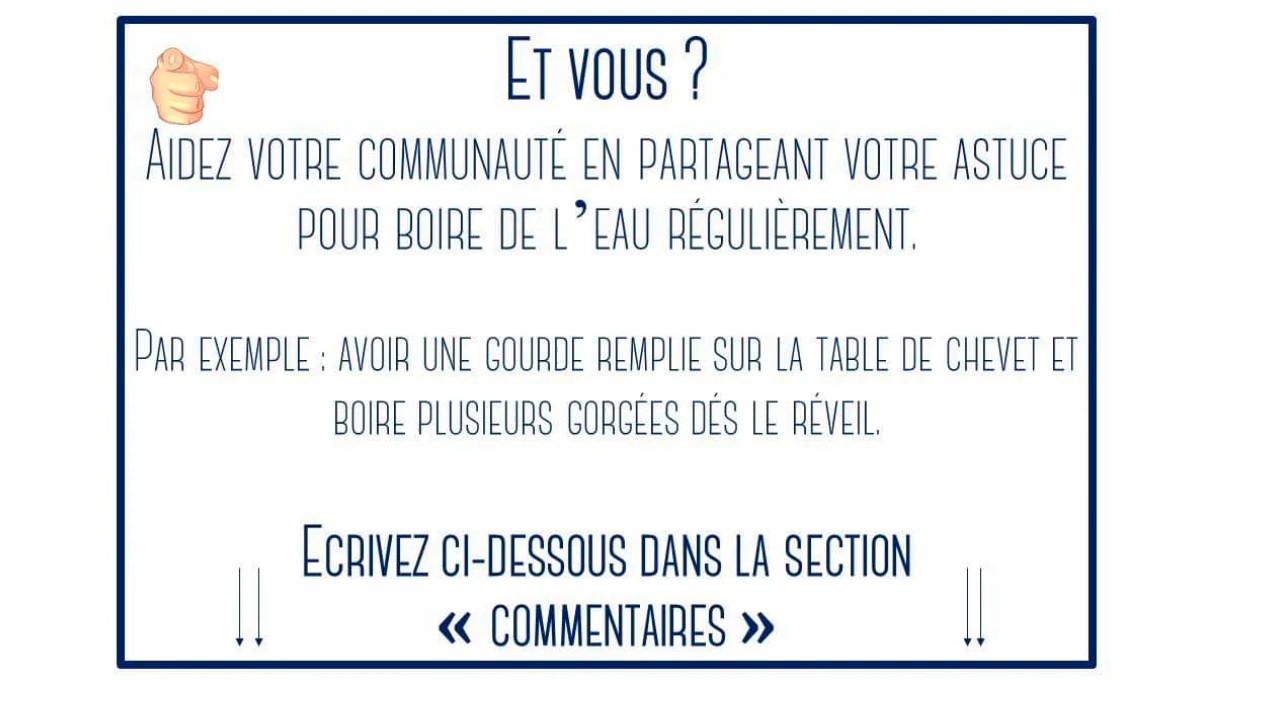 Et vous ?
Aidez votre communauté en partageant votre astuce
pour boire de l'eau régulièrement.
Par exemple : avoir une gourde remplie sur la table de chevet et
boire plusieurs gorgées dés le réveil.
Ecrivez ci-dessous dans la section
« commentaires »